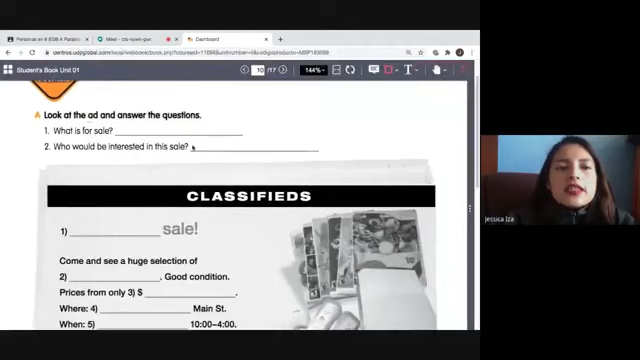 Personas en 8 EGB A Paralelo
Meet
Dashboard
Student's Book Unit 01
10 /17
144%
A Look at the ad and answer the questions.
1. What is for sale?
2. Who would be interested in this sale?
CLASSIFIEDS
1) sale!
Come and see a huge selection of
2) . Good condition.
Prices from only 3) $ .
Where: 4) Main St.
When: 5) 10:00–4:00.
Jessica Iza